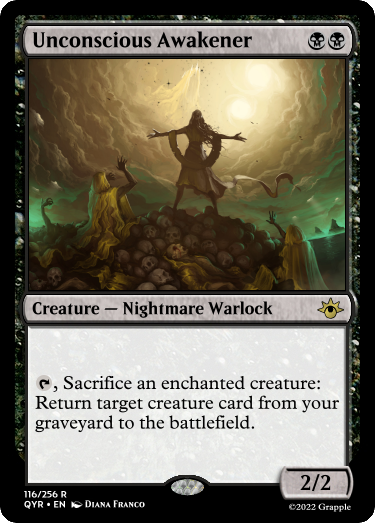 Unconscious Awakener
Creature — Nightmare Warlock
, Sacrifice an enchanted creature:
Return target creature card from your
graveyard to the battlefield.
2/2
116/256 R
QYR • EN Diana Franco
©2022 Grapple